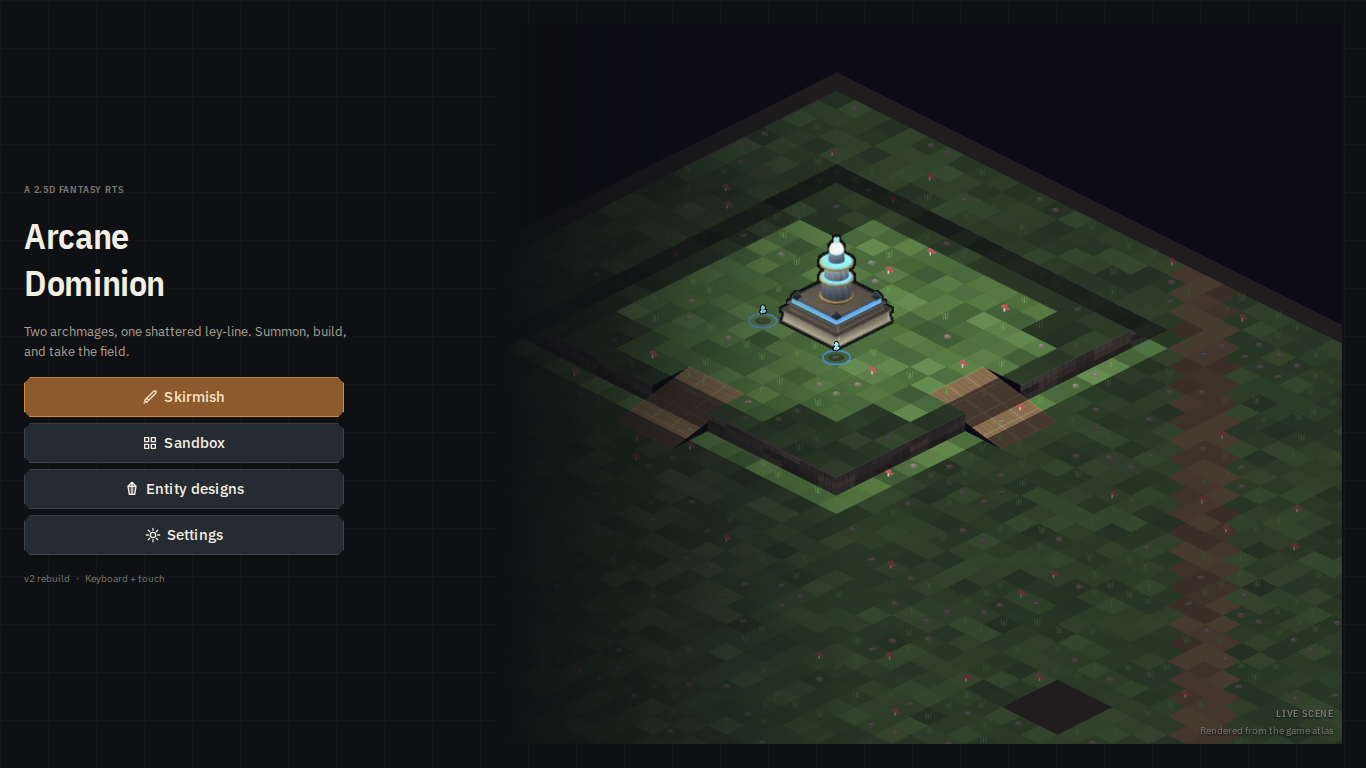 A 2.5D FANTASY RTS
Arcane
Dominion
Two archmages, one shattered ley-line. Summon, build,
and take the field.
Skirmish
Sandbox
Entity designs
Settings
v2 rebuild · Keyboard + touch
LIVE SCENE
Rendered from the game atlas